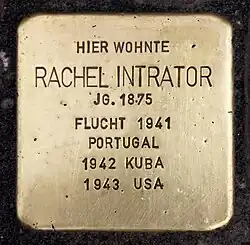 HIER WOHNTE
RACHEL INTRATOR
JG. 1875
FLUCHT 1941
PORTUGAL
1942 KUBA
1943 USA